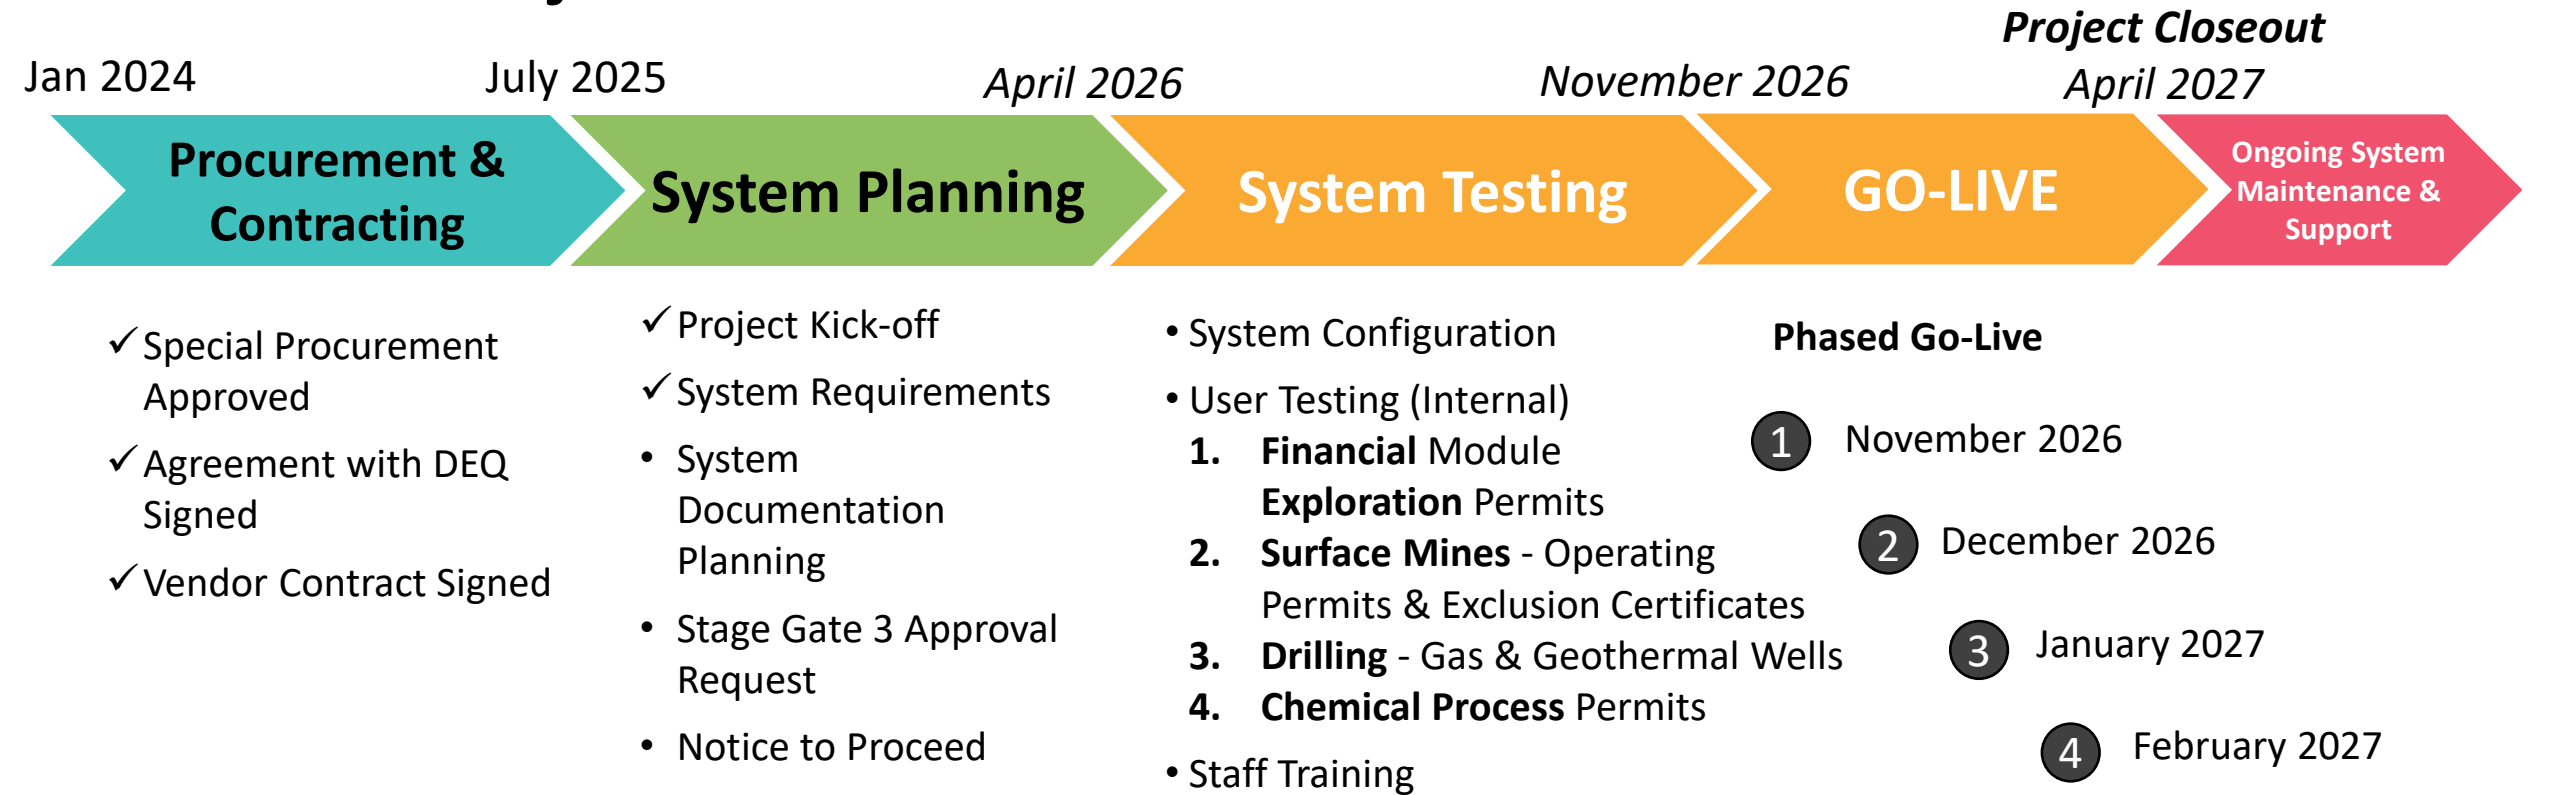 Project Closeout
Jan 2024
July 2025
April 2026
November 2026
April 2027
Procurement &
Contracting
System Planning
System Testing
GO-LIVE
Ongoing System
Maintenance &
Support
✓ Special Procurement
Approved
✓ Agreement with DEQ
Signed
✓ Vendor Contract Signed
✓ Project Kick-off
✓ System Requirements
• System
Documentation
Planning
• Stage Gate 3 Approval
Request
• Notice to Proceed
• System Configuration
• User Testing (Internal)
1. Financial Module
Exploration Permits
2. Surface Mines - Operating
Permits & Exclusion Certificates
3. Drilling - Gas & Geothermal Wells
4. Chemical Process Permits
• Staff Training
Phased Go-Live
1 November 2026
2 December 2026
3 January 2027
4 February 2027